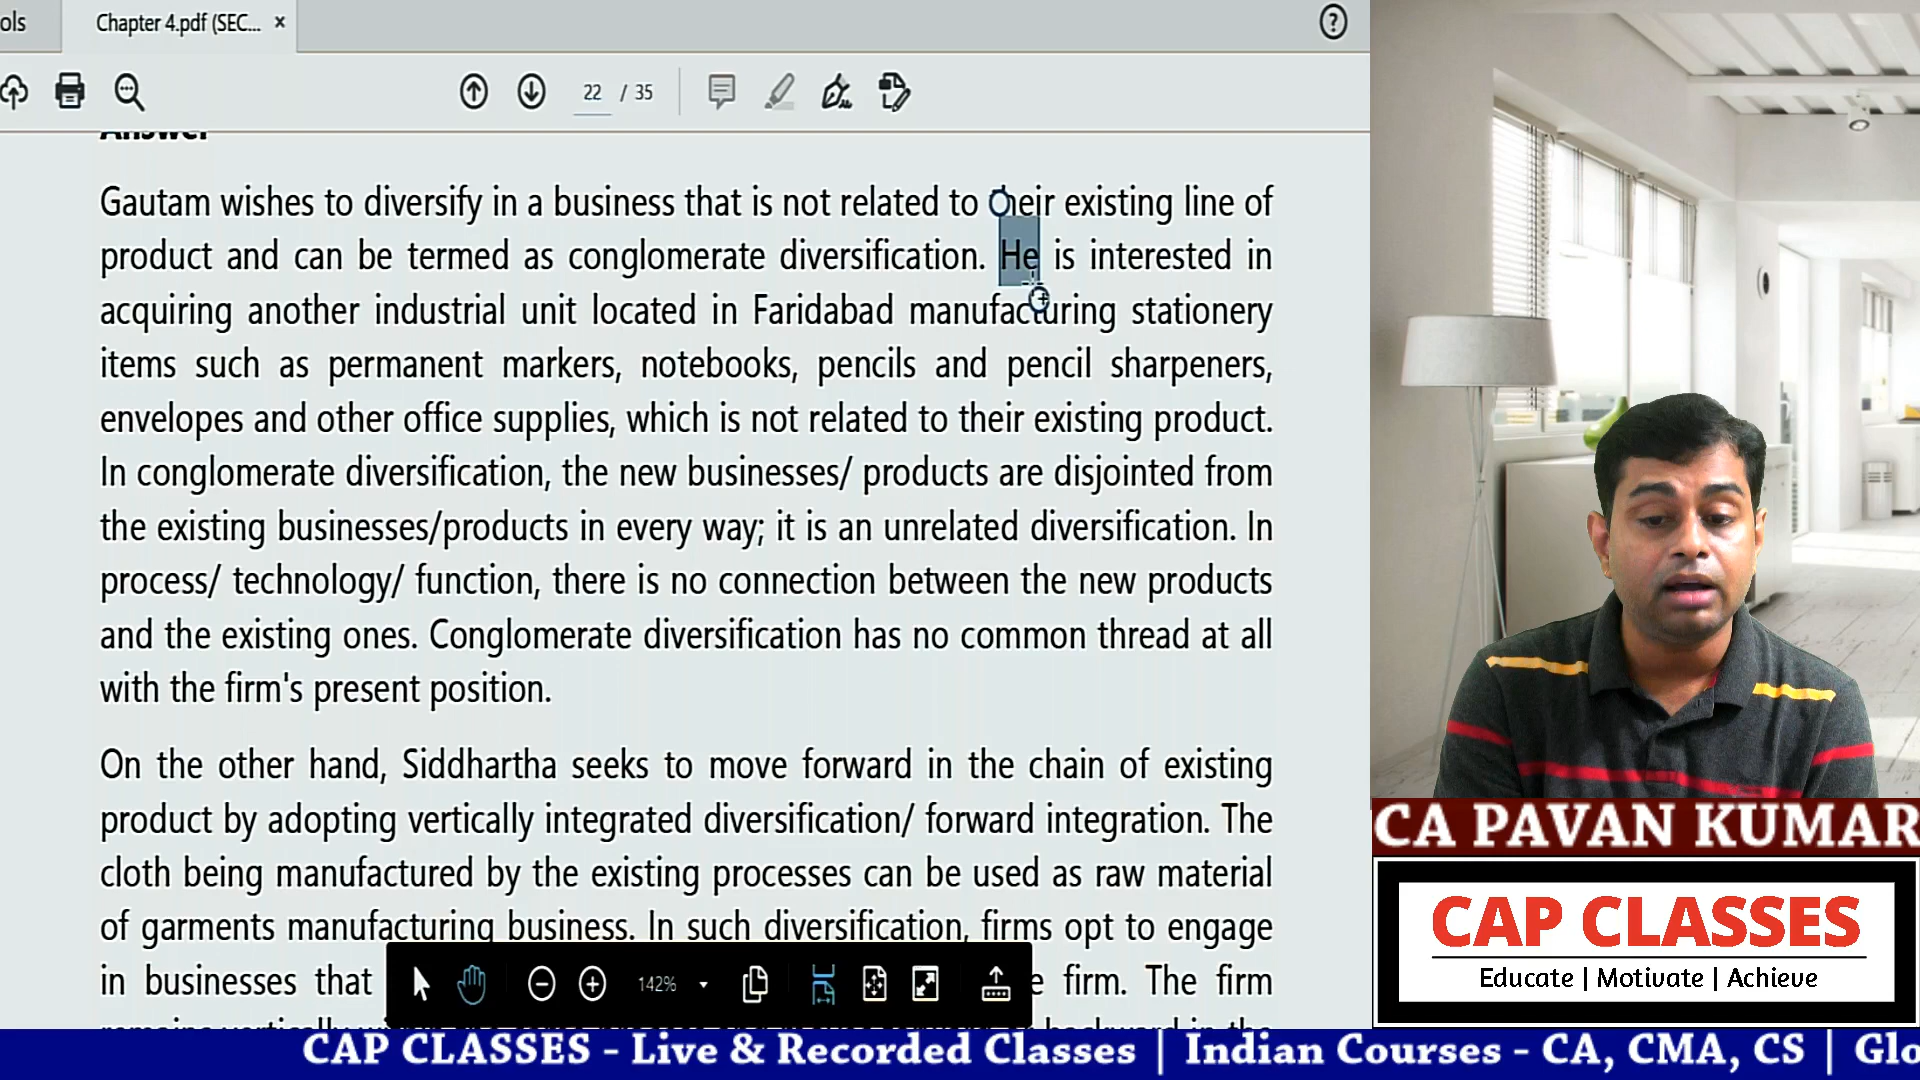 ols
Chapter 4.pdf (SEC... ×
22 / 35
Answer
Gautam wishes to diversify in a business that is not related to their existing line of
product and can be termed as conglomerate diversification. He is interested in
acquiring another industrial unit located in Faridabad manufacturing stationery
items such as permanent markers, notebooks, pencils and pencil sharpeners,
envelopes and other office supplies, which is not related to their existing product.
In conglomerate diversification, the new businesses/ products are disjointed from
the existing businesses/products in every way; it is an unrelated diversification. In
process/ technology/ function, there is no connection between the new products
and the existing ones. Conglomerate diversification has no common thread at all
with the firm's present position.
On the other hand, Siddhartha seeks to move forward in the chain of existing
product by adopting vertically integrated diversification/ forward integration. The
cloth being manufactured by the existing processes can be used as raw material
of garments manufacturing business. In such diversification, firms opt to engage
in businesses that
e firm. The firm
142%
CA PAVAN KUMAR
CAP CLASSES
Educate | Motivate | Achieve
CAP CLASSES - Live & Recorded Classes | Indian Courses - CA, CMA, CS | Glo